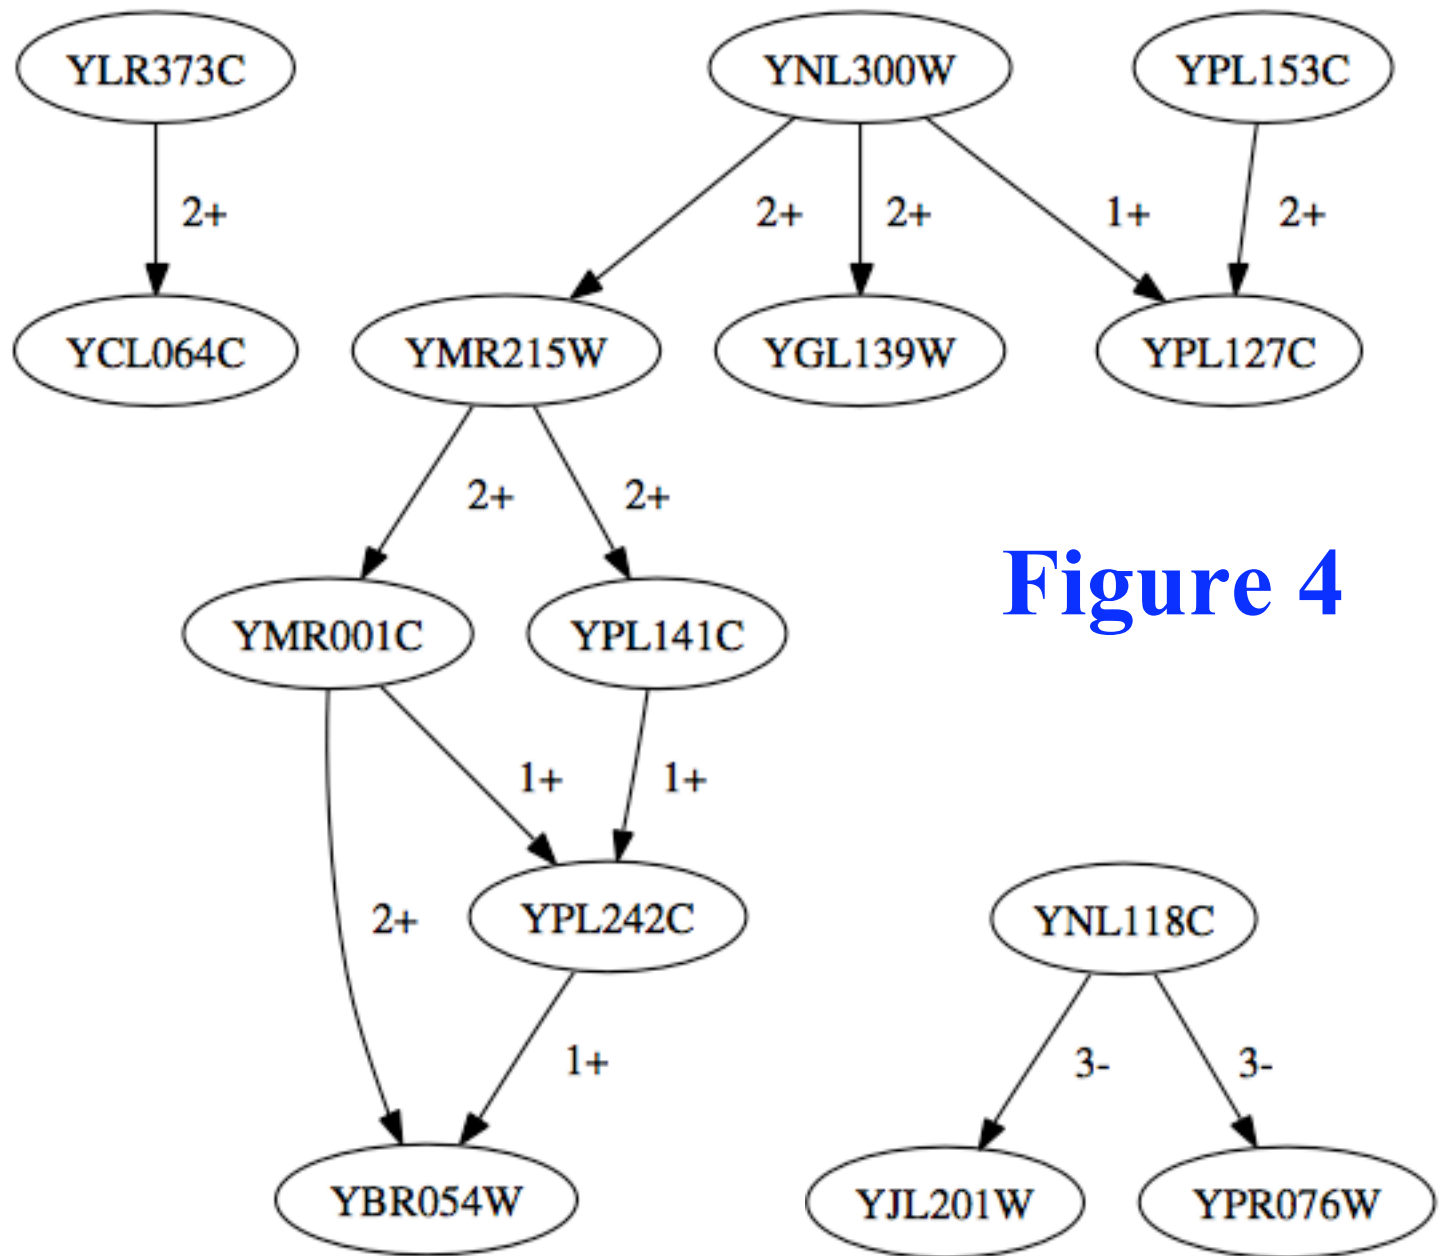 YLR373C YNL300W YPL153C
2+ 2+ 2+ 1+ 2+
YCL064C YMR215W YGL139W YPL127C
2+ 2+
Figure 4
YMR001C YPL141C
1+ 1+
2+ YPL242C YNL118C
1+ 3- 3-
YBR054W YJL201W YPR076W